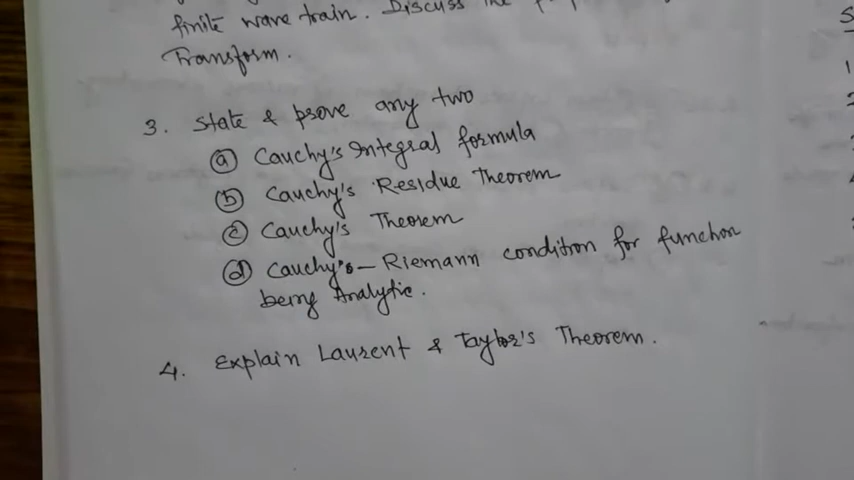 finite wave train. Discuss the
Transform.
3. State & prove any two
(a) Cauchy's Integral formula
(b) Cauchy's Residue Theorem
(c) Cauchy's Theorem
(d) Cauchy's – Riemann condition for function
being Analytic.
4. Explain Laurent & Taylor's Theorem.